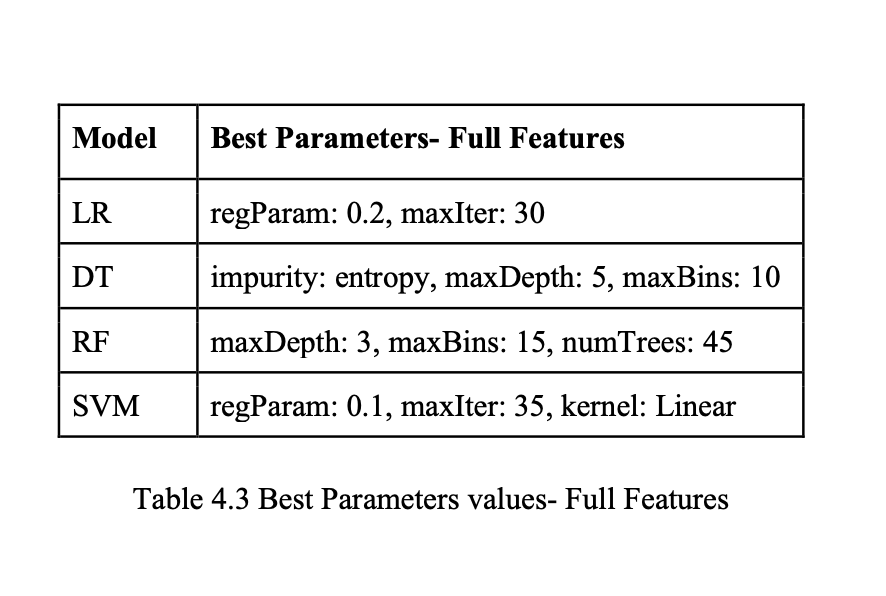 Model Best Parameters- Full Features
LR regParam: 0.2, maxIter: 30
DT impurity: entropy, maxDepth: 5, maxBins: 10
RF maxDepth: 3, maxBins: 15, numTrees: 45
SVM regParam: 0.1, maxIter: 35, kernel: Linear
Table 4.3 Best Parameters values- Full Features